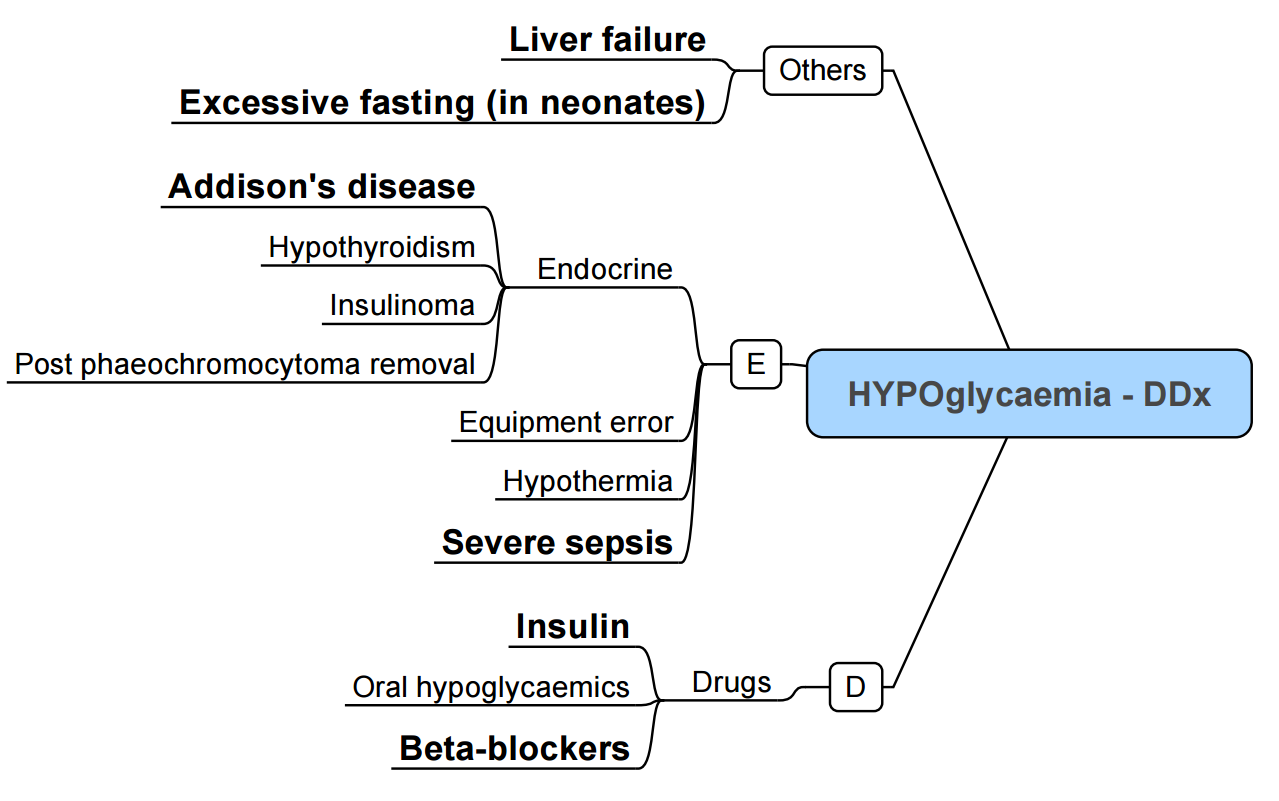 Liver failure
Others
Excessive fasting (in neonates)
Addison's disease
Hypothyroidism
Endocrine
Insulinoma
Post phaeochromocytoma removal
E
HYPOglycaemia - DDx
Equipment error
Hypothermia
Severe sepsis
Insulin
Oral hypoglycaemics
Drugs
D
Beta-blockers